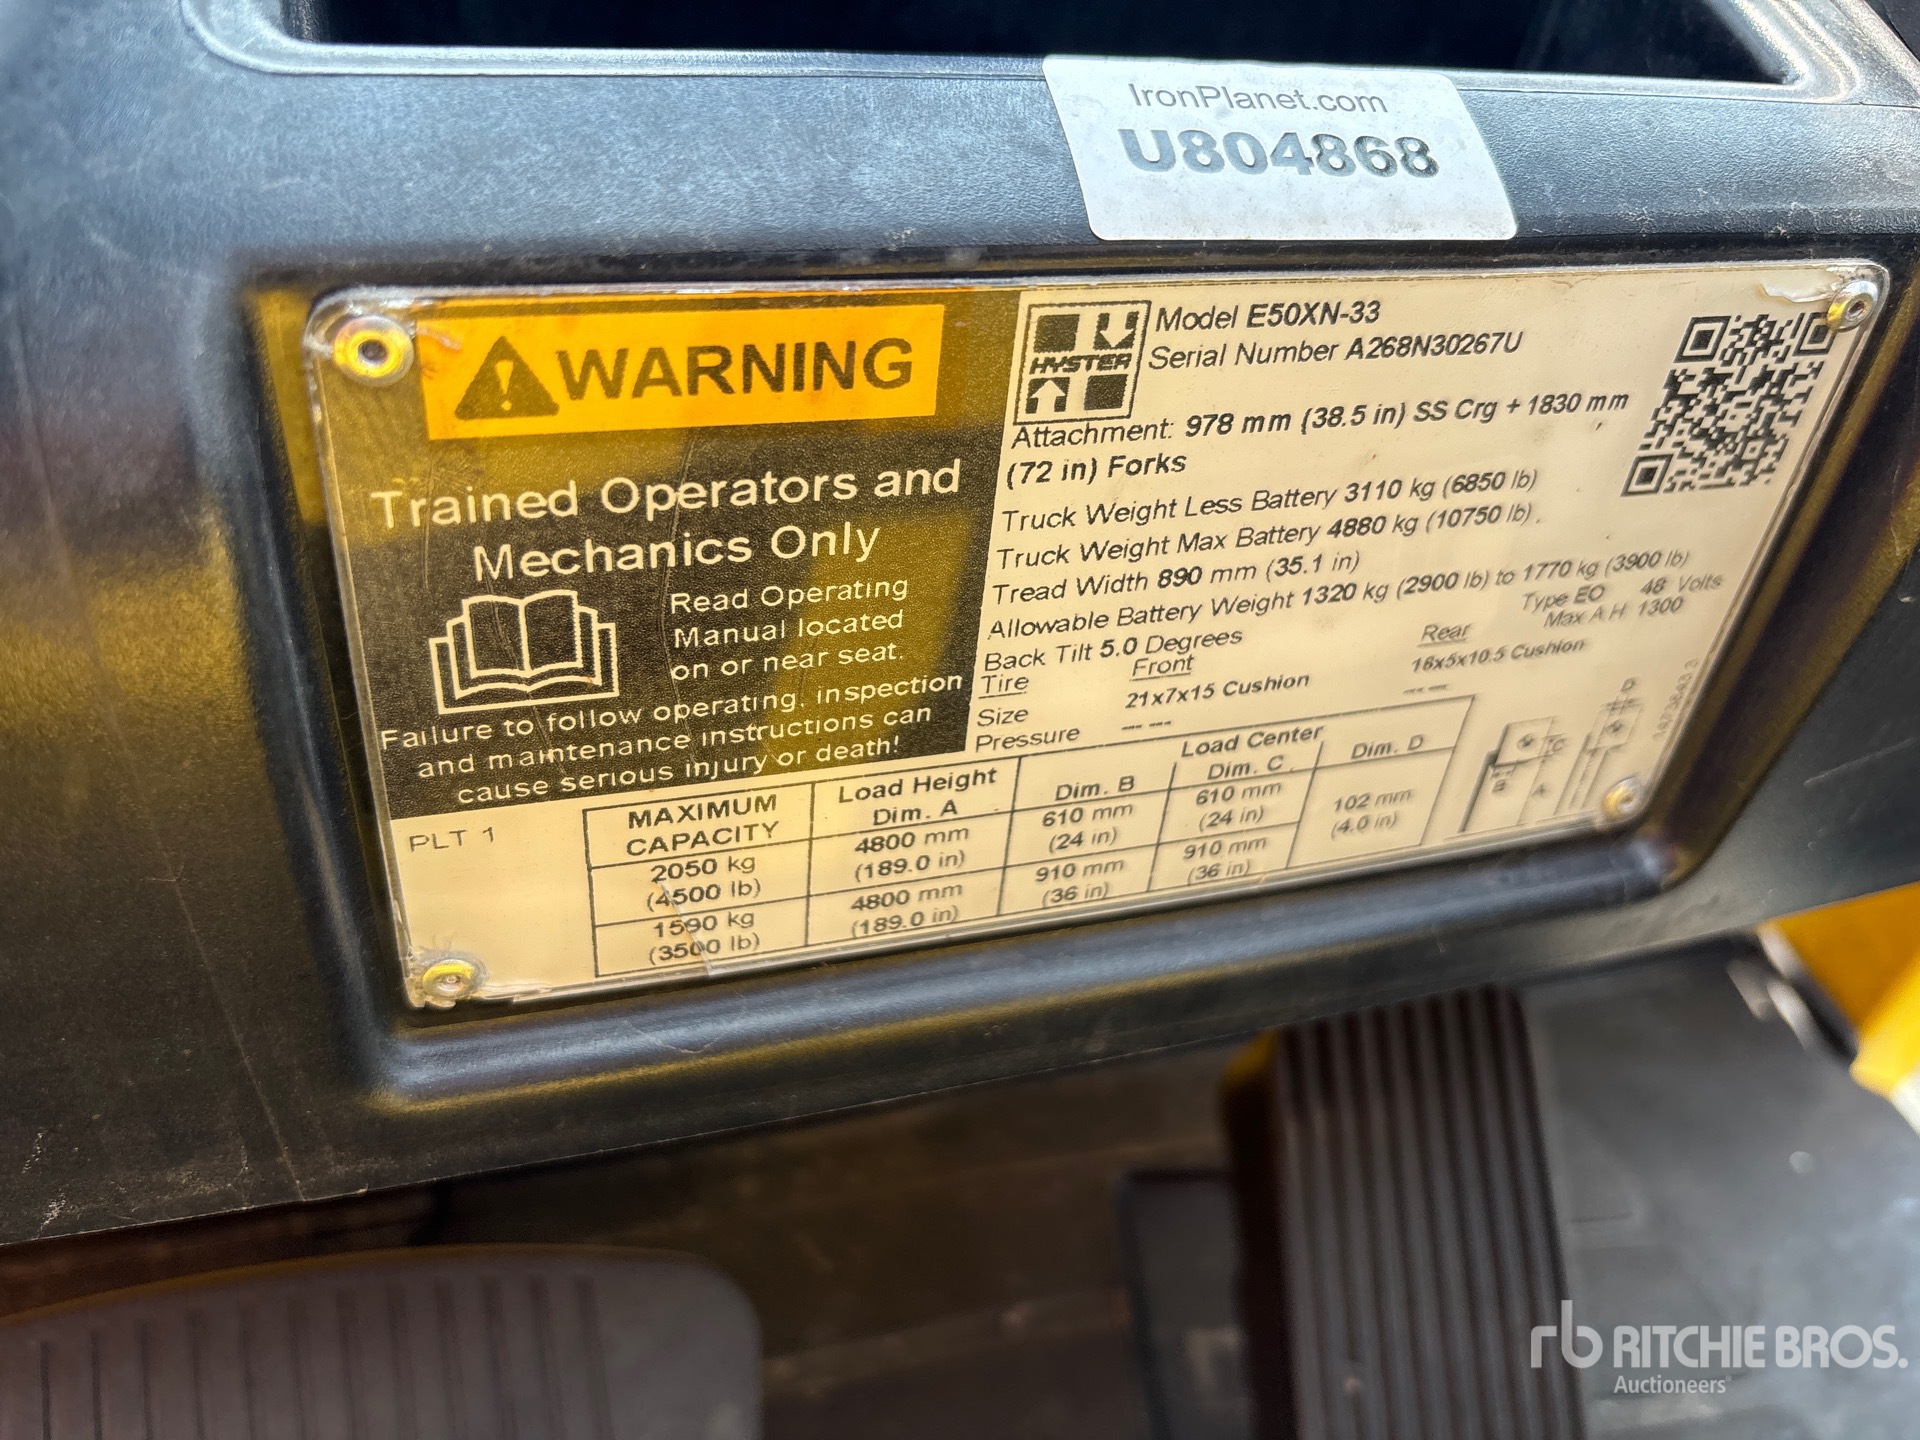 IronPlanet.com
U804868
WARNING
Trained Operators and
Mechanics Only
Read Operating
Manual located
on or near seat.
Failure to follow operating, inspection
and maintenance instructions can
cause serious injury or death!
HYSTER
Model E50XN-33
Serial Number A268N30267U
Attachment: 978 mm (38.5 in) SS Crg + 1830 mm
(72 in) Forks
Truck Weight Less Battery 3110 kg (6850 lb)
Truck Weight Max Battery 4880 kg (10750 lb)
Tread Width 890 mm (35.1 in)
Allowable Battery Weight 1320 kg (2900 lb) to 1770 kg (3900 lb)
Type EO 48 Volts
Back Tilt 5.0 Degrees Max A.H. 1300
Tire Front Rear
Size 21x7x15 Cushion 16x5x10.5 Cushion
Pressure --- --- --- ---
PLT 1
MAXIMUM CAPACITY Load Height Dim. A Load Center
Dim. B Dim. C Dim. D
2050 kg 4800 mm 610 mm 610 mm 102 mm
(4500 lb) (189.0 in) (24 in) (24 in) (4.0 in)
1590 kg 4800 mm 910 mm 910 mm
(3500 lb) (189.0 in) (36 in) (36 in)
B A C D
rb RITCHIE BROS.
Auctioneers